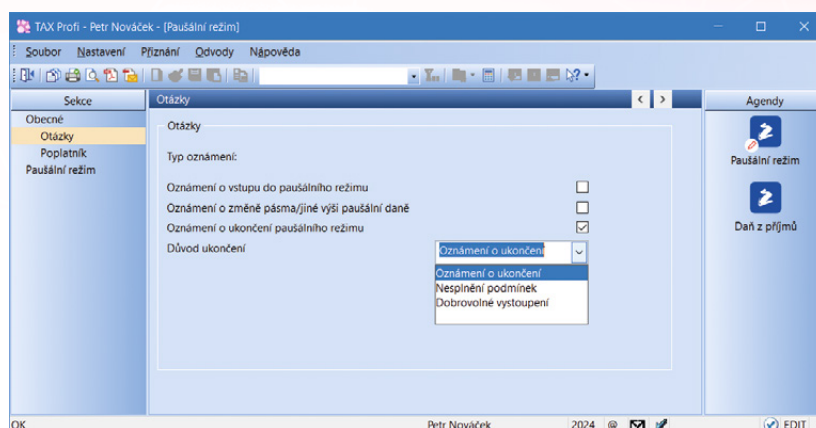 TAX Profi - Petr Nováček - [Paušální režim]
Soubor Nastavení Přiznání Odvody Nápověda
Sekce
Obecné
Otázky
Poplatník
Paušální režim
Otázky
Otázky
Typ oznámení:
Oznámení o vstupu do paušálního režimu
Oznámení o změně pásma/jiné výši paušální daně
Oznámení o ukončení paušálního režimu
Důvod ukončení
Oznámení o ukončení
Oznámení o ukončení
Nesplnění podmínek
Dobrovolné vystoupení
Agendy
Paušální režim
Daň z příjmů
OK Petr Nováček 2024 @ EDIT